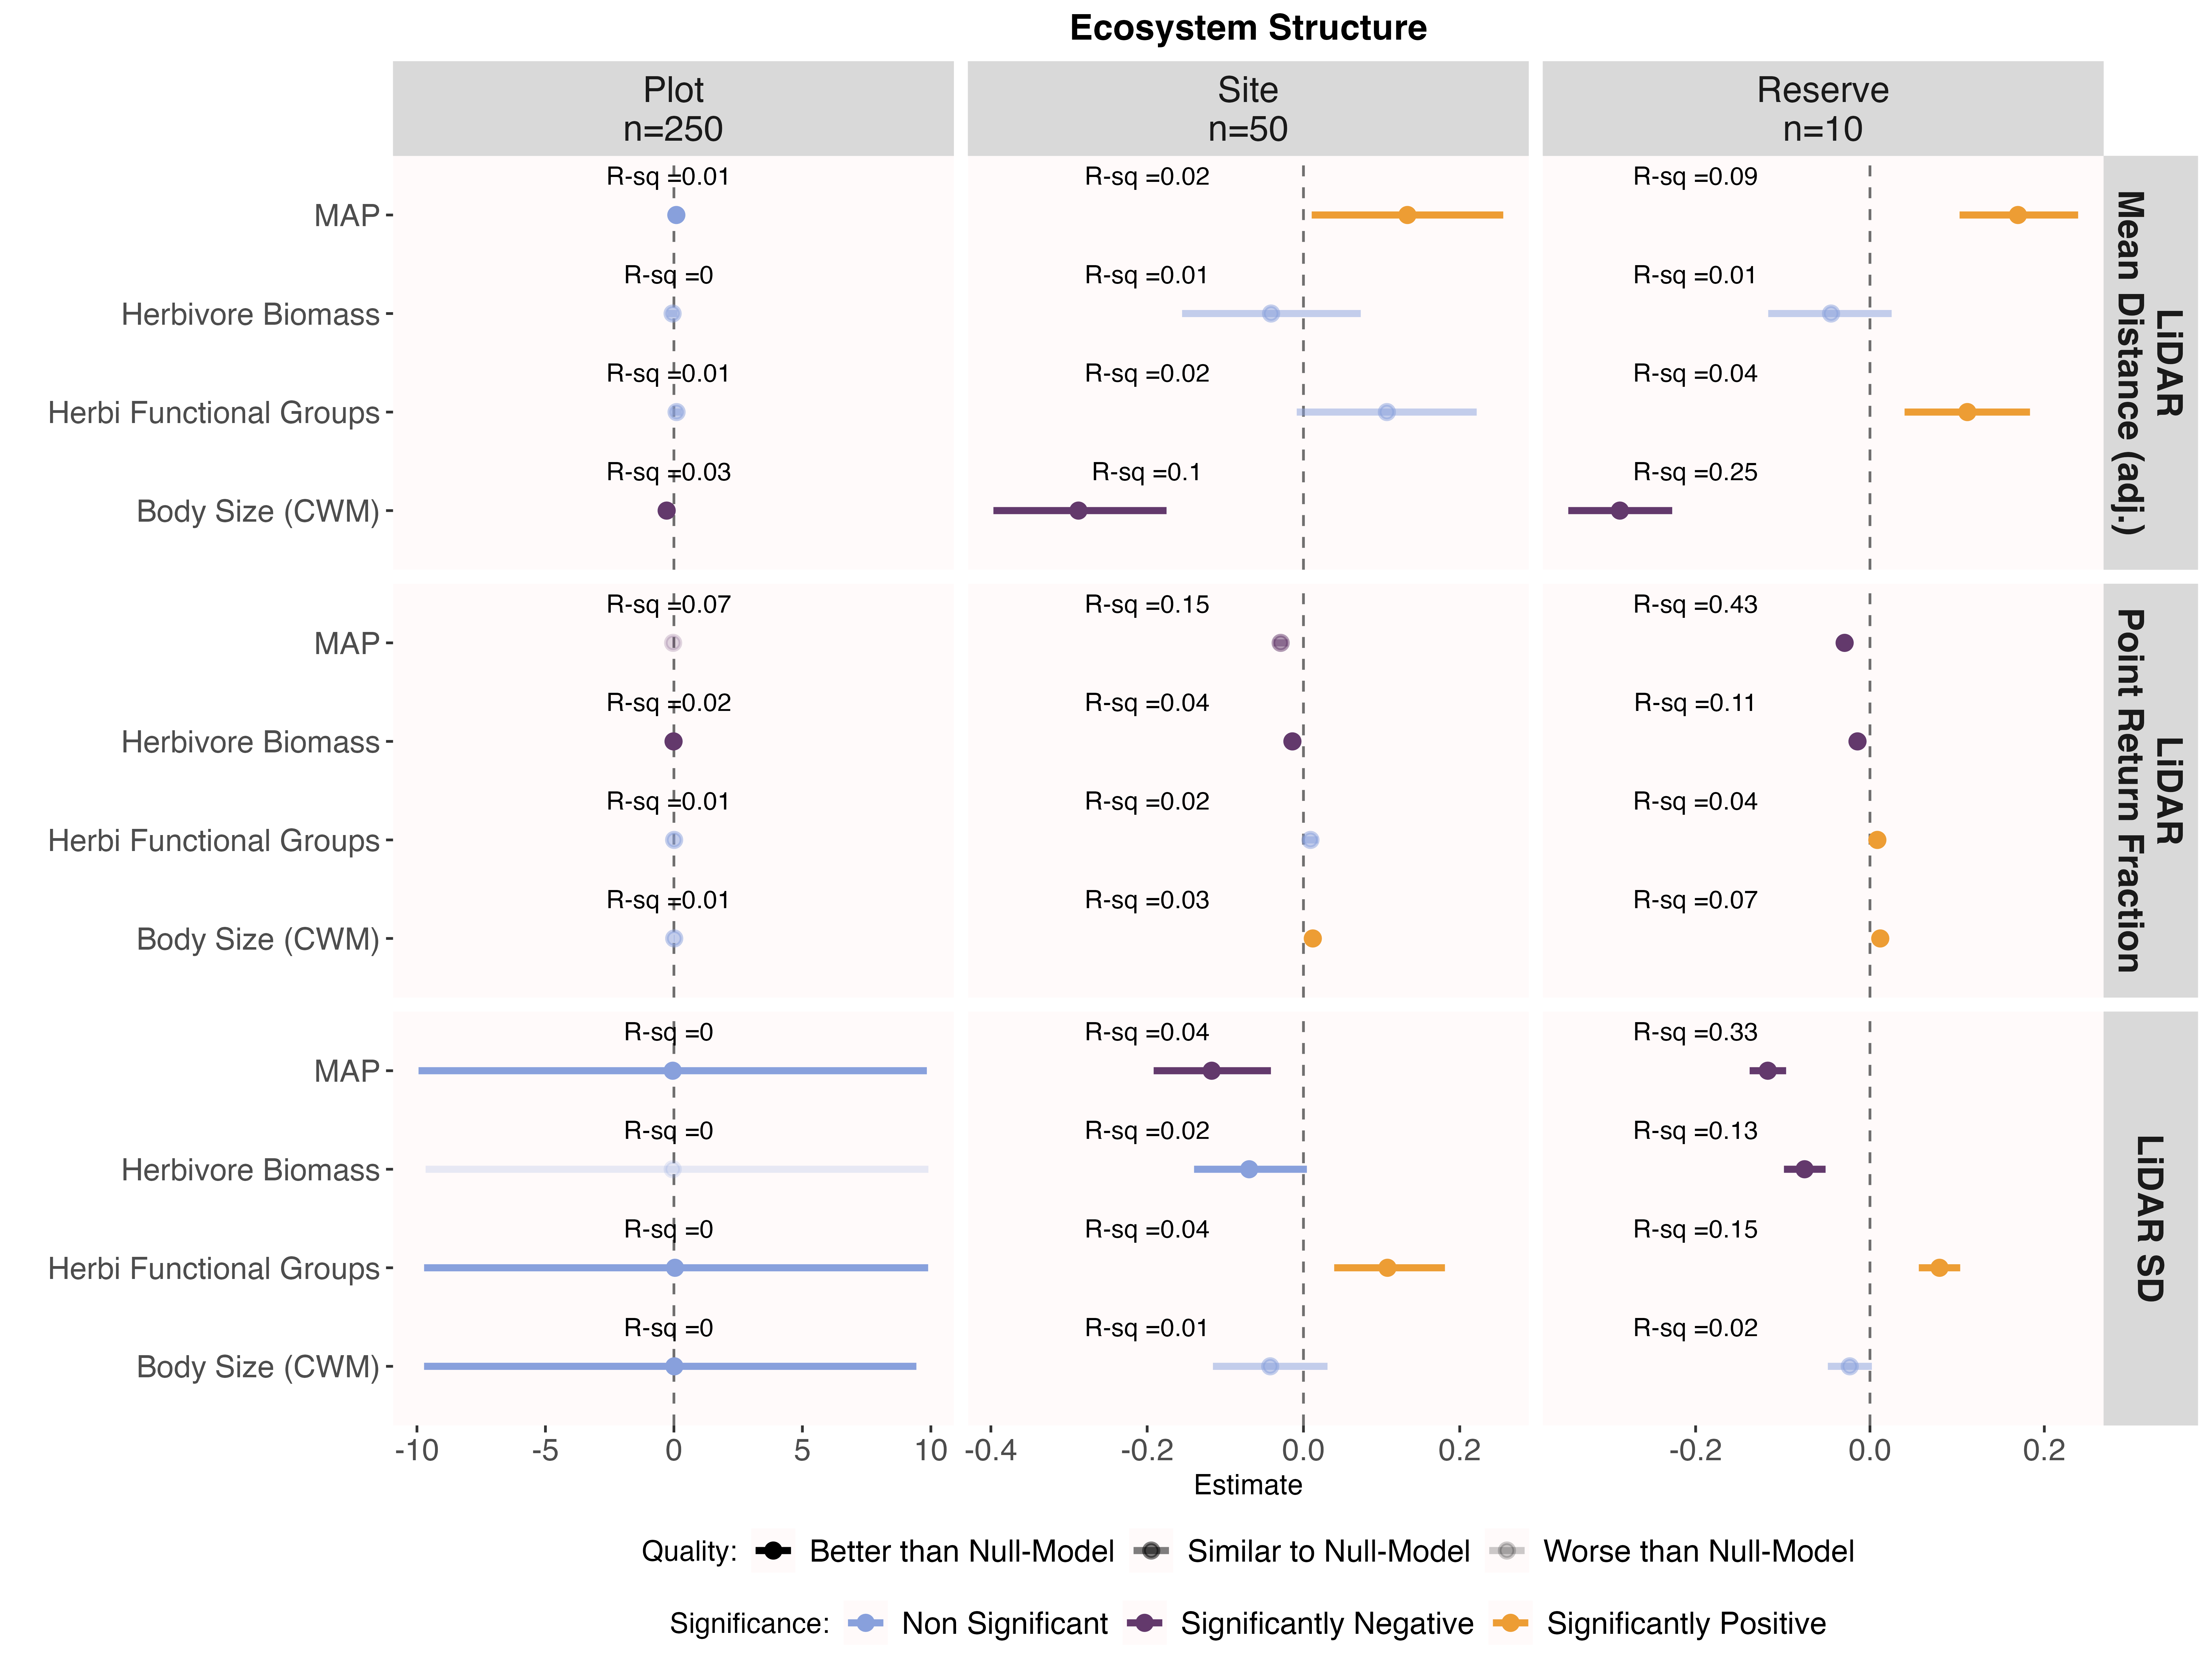 Ecosystem Structure
Plot
n=250
Site
n=50
Reserve
n=10
LiDAR
Mean Distance (adj.)
R-sq =0.01
R-sq =0.02
R-sq =0.09
MAP
R-sq =0
R-sq =0.01
R-sq =0.01
Herbivore Biomass
R-sq =0.01
R-sq =0.02
R-sq =0.04
Herbi Functional Groups
R-sq =0.03
R-sq =0.1
R-sq =0.25
Body Size (CWM)
LiDAR
Point Return Fraction
R-sq =0.07
R-sq =0.15
R-sq =0.43
MAP
R-sq =0.02
R-sq =0.04
R-sq =0.11
Herbivore Biomass
R-sq =0.01
R-sq =0.02
R-sq =0.04
Herbi Functional Groups
R-sq =0.01
R-sq =0.03
R-sq =0.07
Body Size (CWM)
LiDAR SD
R-sq =0
R-sq =0.04
R-sq =0.33
MAP
R-sq =0
R-sq =0.02
R-sq =0.13
Herbivore Biomass
R-sq =0
R-sq =0.04
R-sq =0.15
Herbi Functional Groups
R-sq =0
R-sq =0.01
R-sq =0.02
Body Size (CWM)
-10 -5 0 5 10
-0.4 -0.2 0.0 0.2
-0.2 0.0 0.2
Estimate
Quality: Better than Null-Model Similar to Null-Model Worse than Null-Model
Significance: Non Significant Significantly Negative Significantly Positive